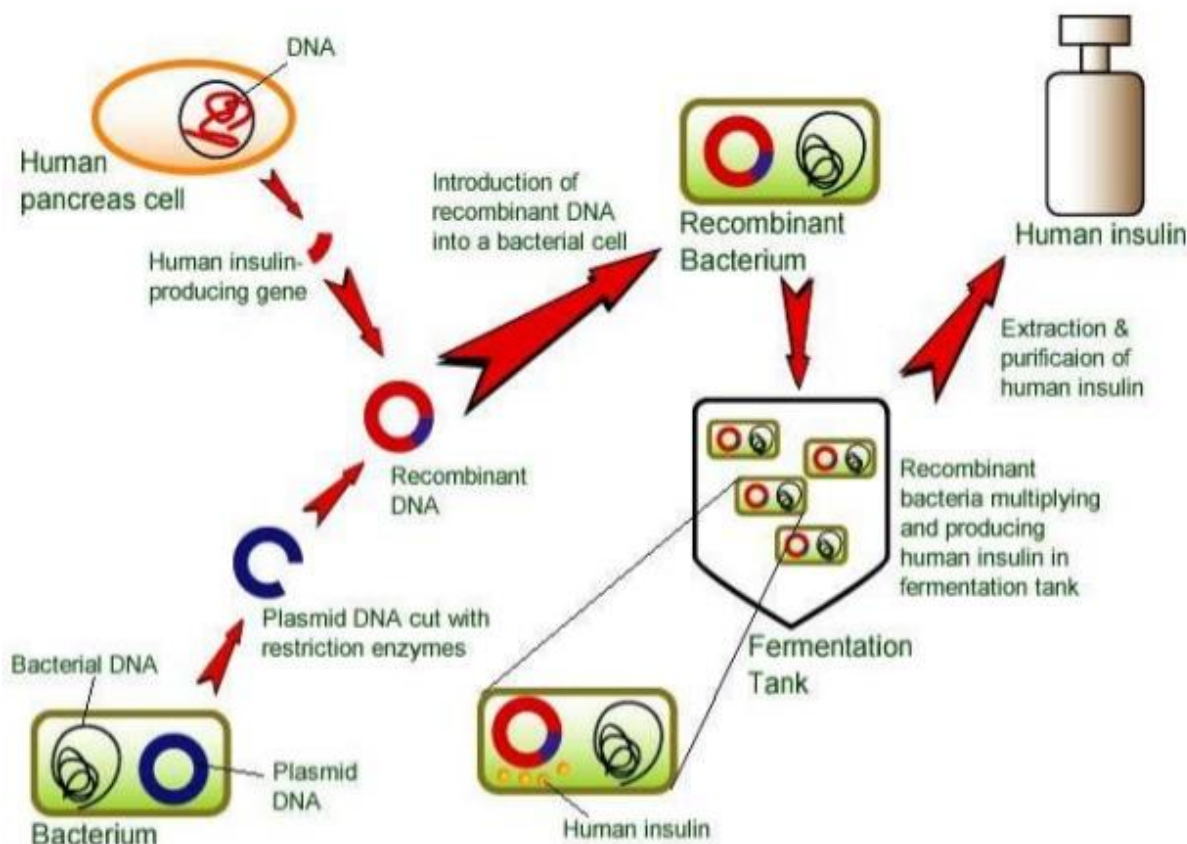 DNA
Human
pancreas cell
Human insulin-
producing gene
Introduction of
recombinant DNA
into a bacterial cell
Recombinant
Bacterium
Human insulin
Extraction &
purificaion of
human insulin
Recombinant
DNA
Recombinant
bacteria multiplying
and producing
human insulin in
fermentation tank
Plasmid DNA cut with
restriction enzymes
Fermentation
Tank
Bacterial DNA
Plasmid
DNA
Bacterium
Human insulin